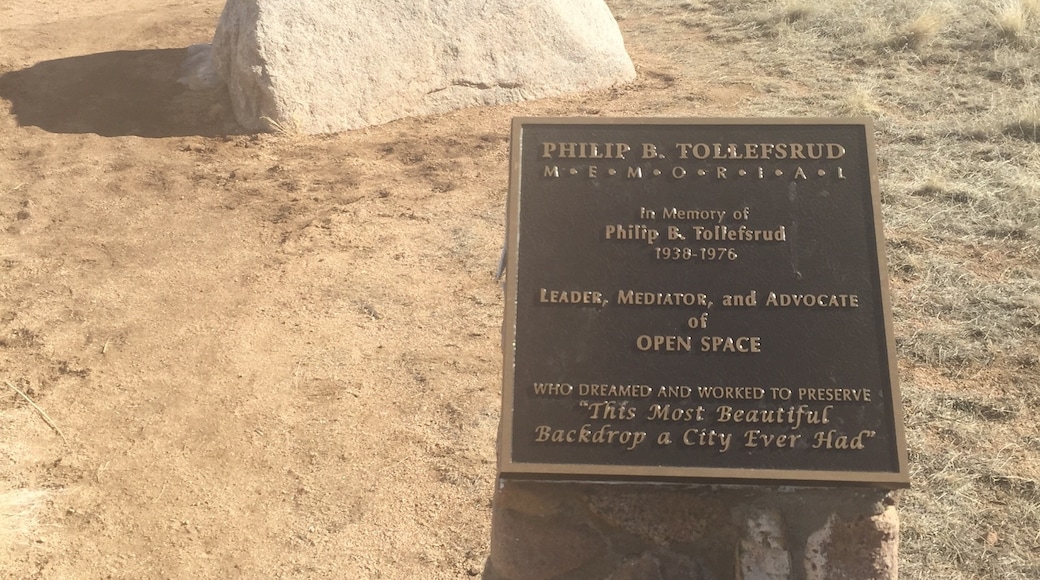 PHILIP B. TOLLEFSRUD
M•E•M•O•R•I•A•L
In Memory of
Philip B. Tollefsrud
1938-1976
LEADER, MEDIATOR, and ADVOCATE
of
OPEN SPACE
WHO DREAMED AND WORKED TO PRESERVE
"This Most Beautiful
Backdrop a City Ever Had"